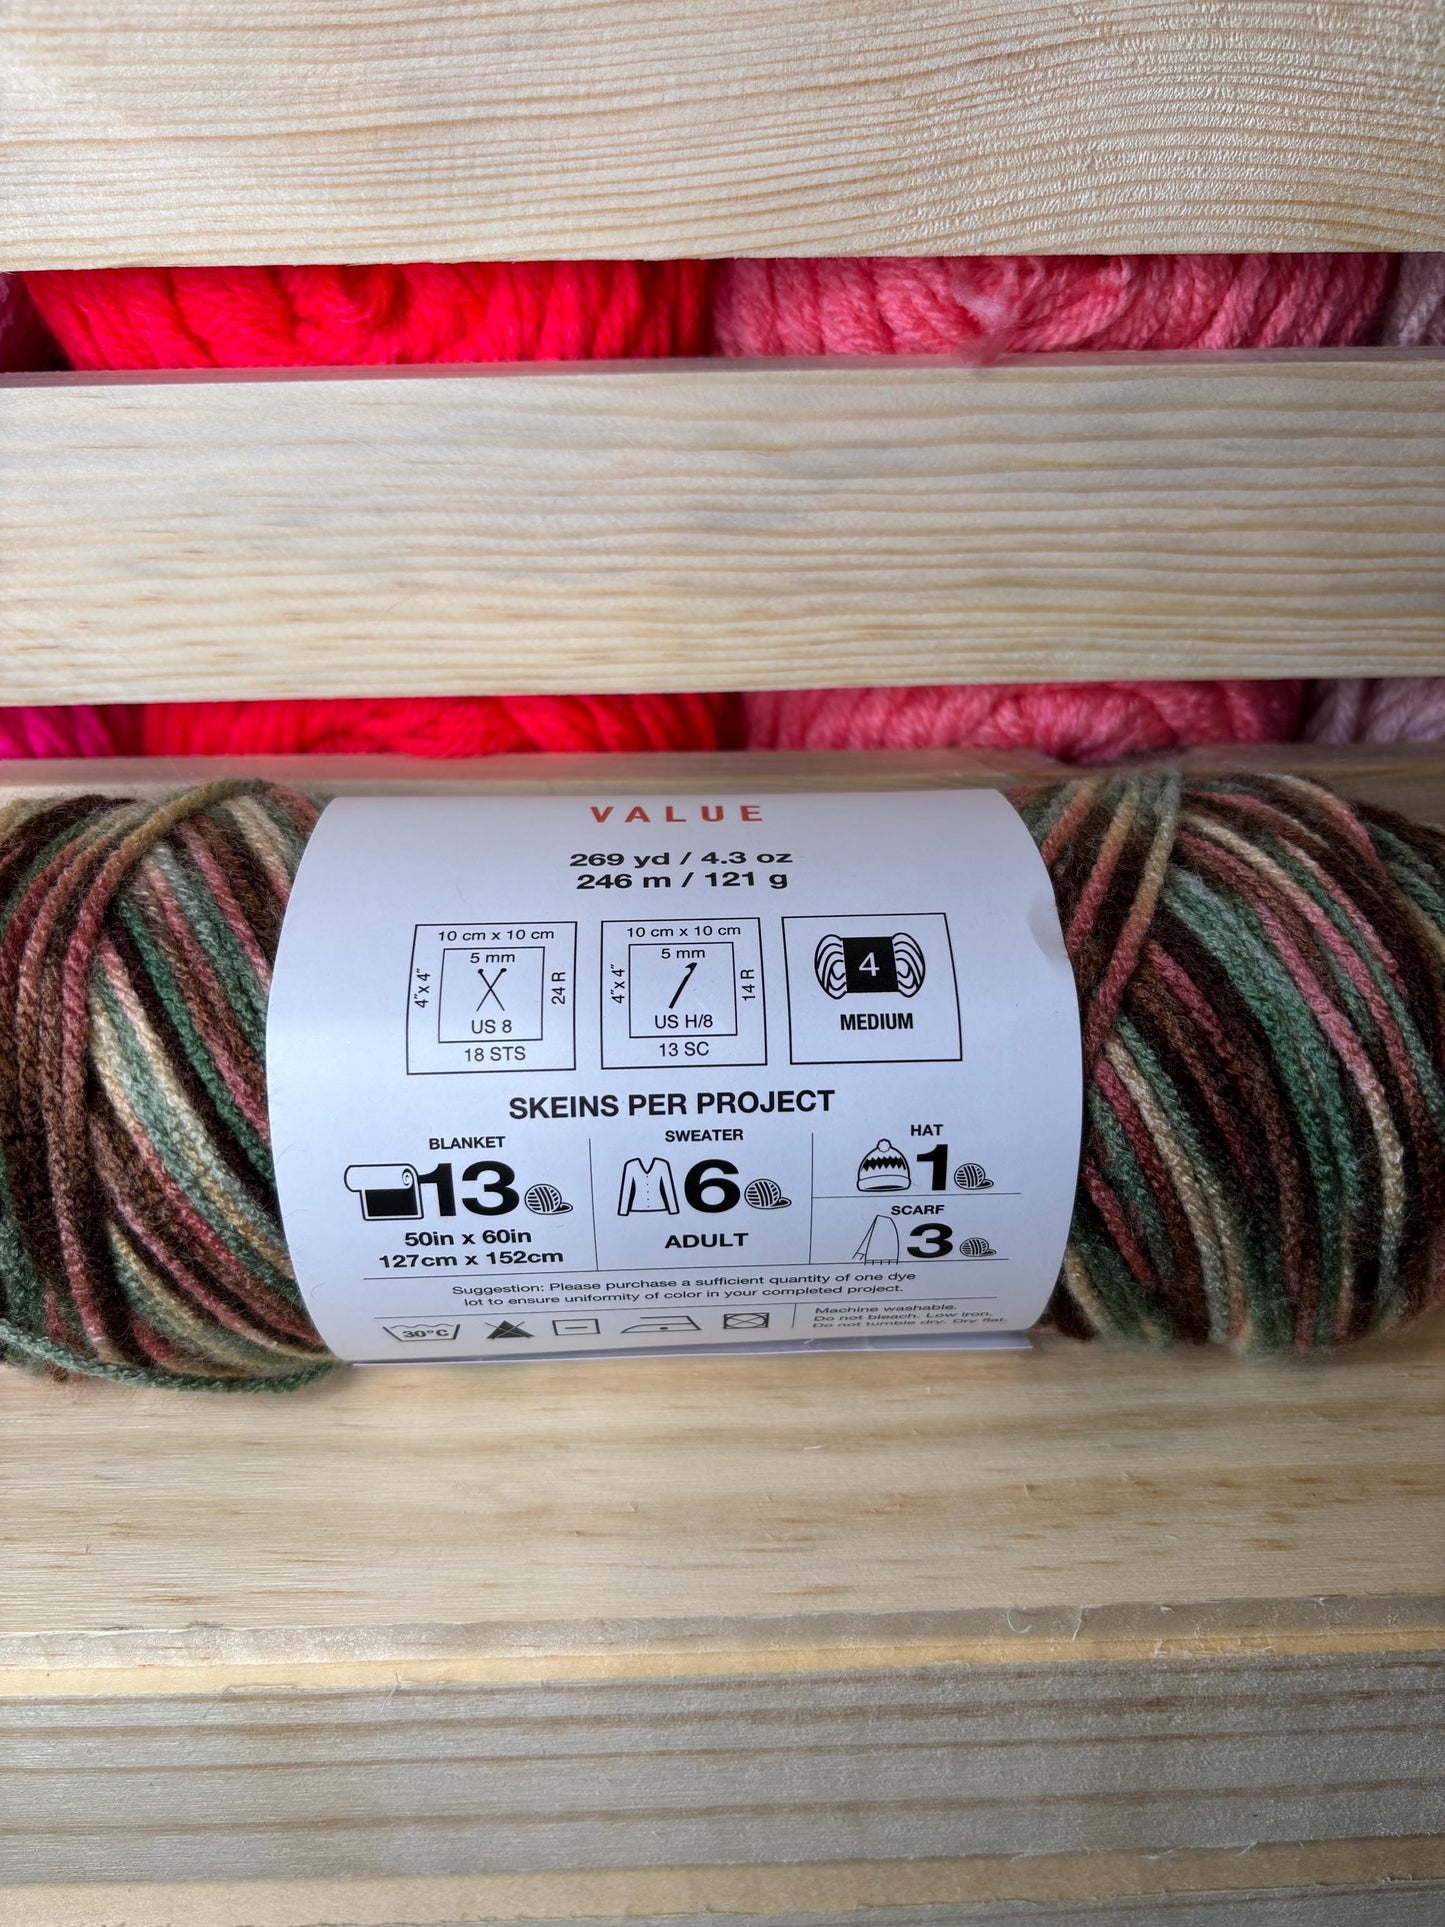 VALUE
269 yd / 4.3 oz
246 m / 121 g
10 cm x 10 cm
4"x 4"
5 mm
US 8
24 R
18 STS
10 cm x 10 cm
4"x 4"
5 mm
US H/8
14 R
13 SC
4
MEDIUM
SKEINS PER PROJECT
BLANKET
13
50in x 60in
127cm x 152cm
SWEATER
6
ADULT
HAT
1
SCARF
3
Suggestion: Please purchase a sufficient quantity of one dye
lot to ensure uniformity of color in your completed project.
30°C
Machine washable.
Do not bleach. Low iron.
Do not tumble dry. Dry flat.